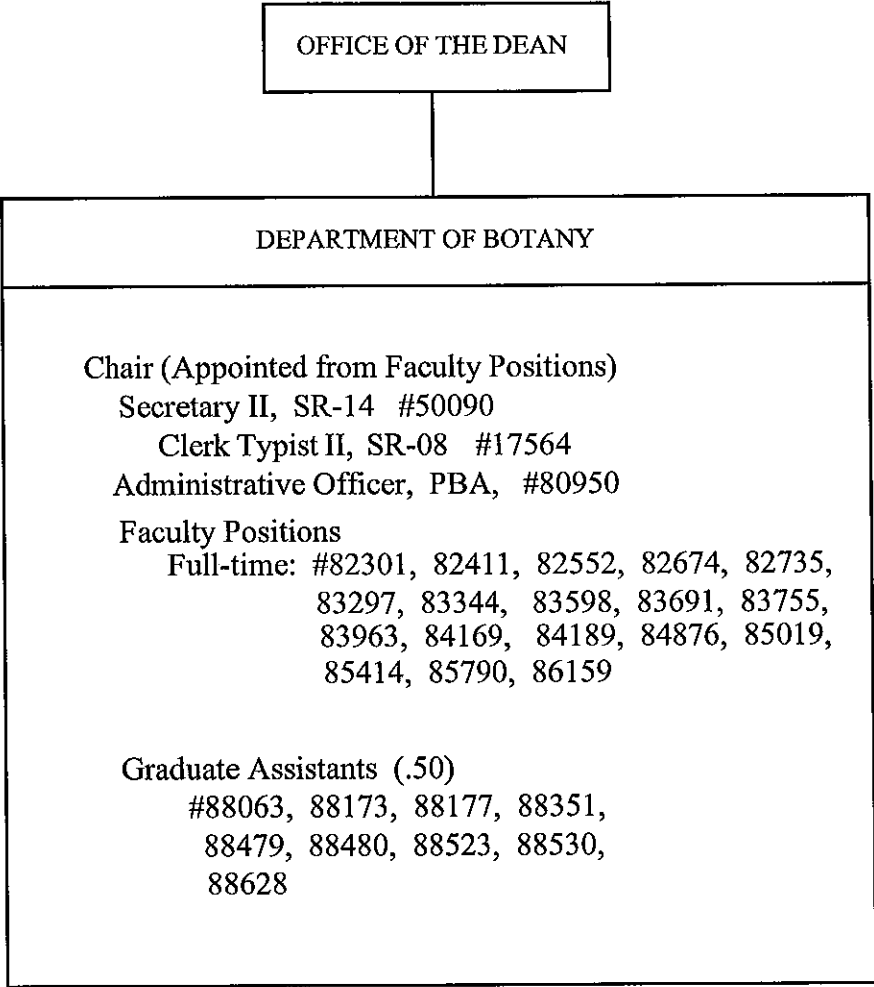 OFFICE OF THE DEAN
DEPARTMENT OF BOTANY
Chair (Appointed from Faculty Positions)
Secretary II, SR-14 #50090
Clerk Typist II, SR-08 #17564
Administrative Officer, PBA, #80950
Faculty Positions
Full-time: #82301, 82411, 82552, 82674, 82735,
83297, 83344, 83598, 83691, 83755,
83963, 84169, 84189, 84876, 85019,
85414, 85790, 86159
Graduate Assistants (.50)
#88063, 88173, 88177, 88351,
88479, 88480, 88523, 88530,
88628